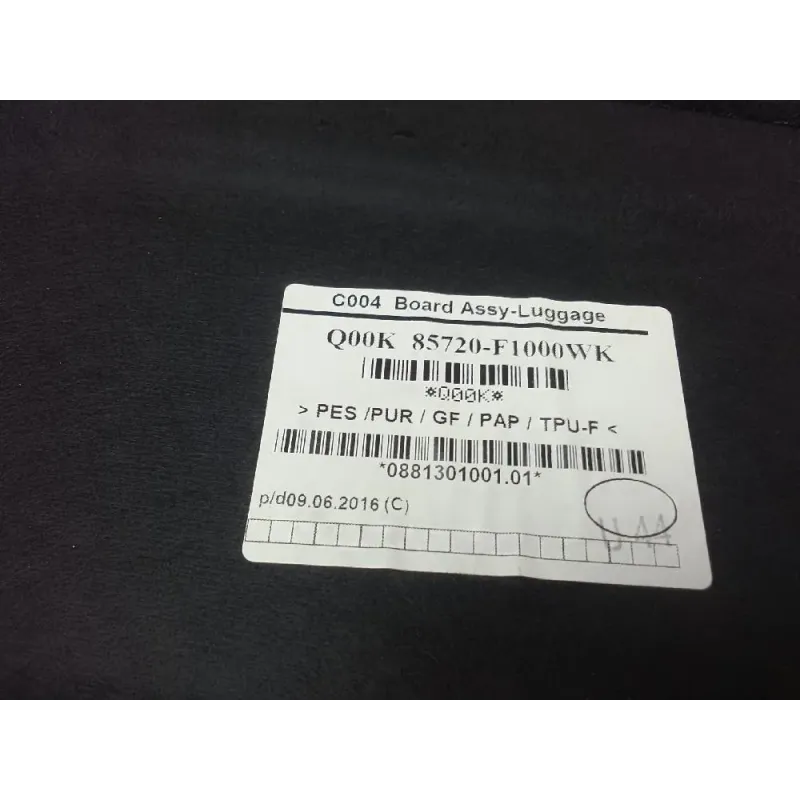 C004 Board Assy-Luggage
Q00K 85720-F1000WK
*Q00K*
> PES /PUR / GF / PAP / TPU-F <
*0881301001.01*
p/d09.06.2016 (C)